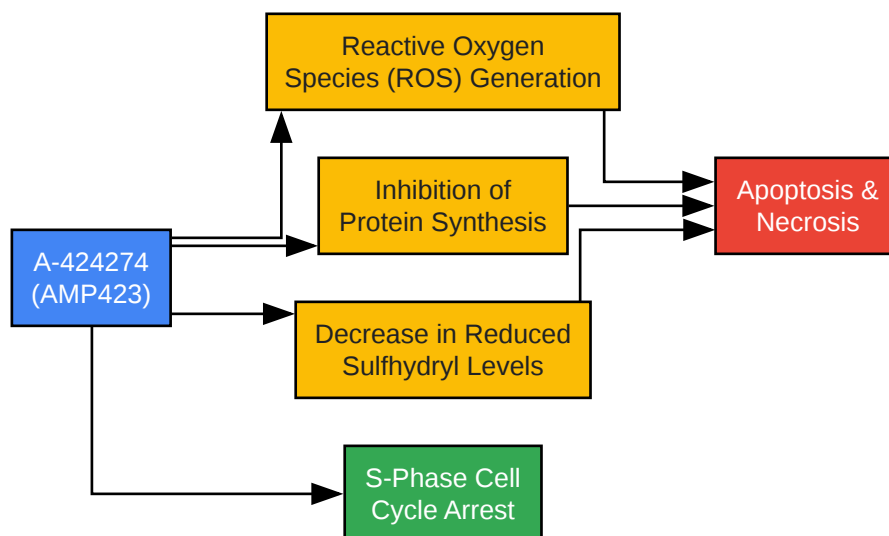 Reactive Oxygen
Species (ROS) Generation
Inhibition of
Protein Synthesis
Apoptosis &
Necrosis
A-424274
(AMP423)
Decrease in Reduced
Sulfhydryl Levels
S-Phase Cell
Cycle Arrest